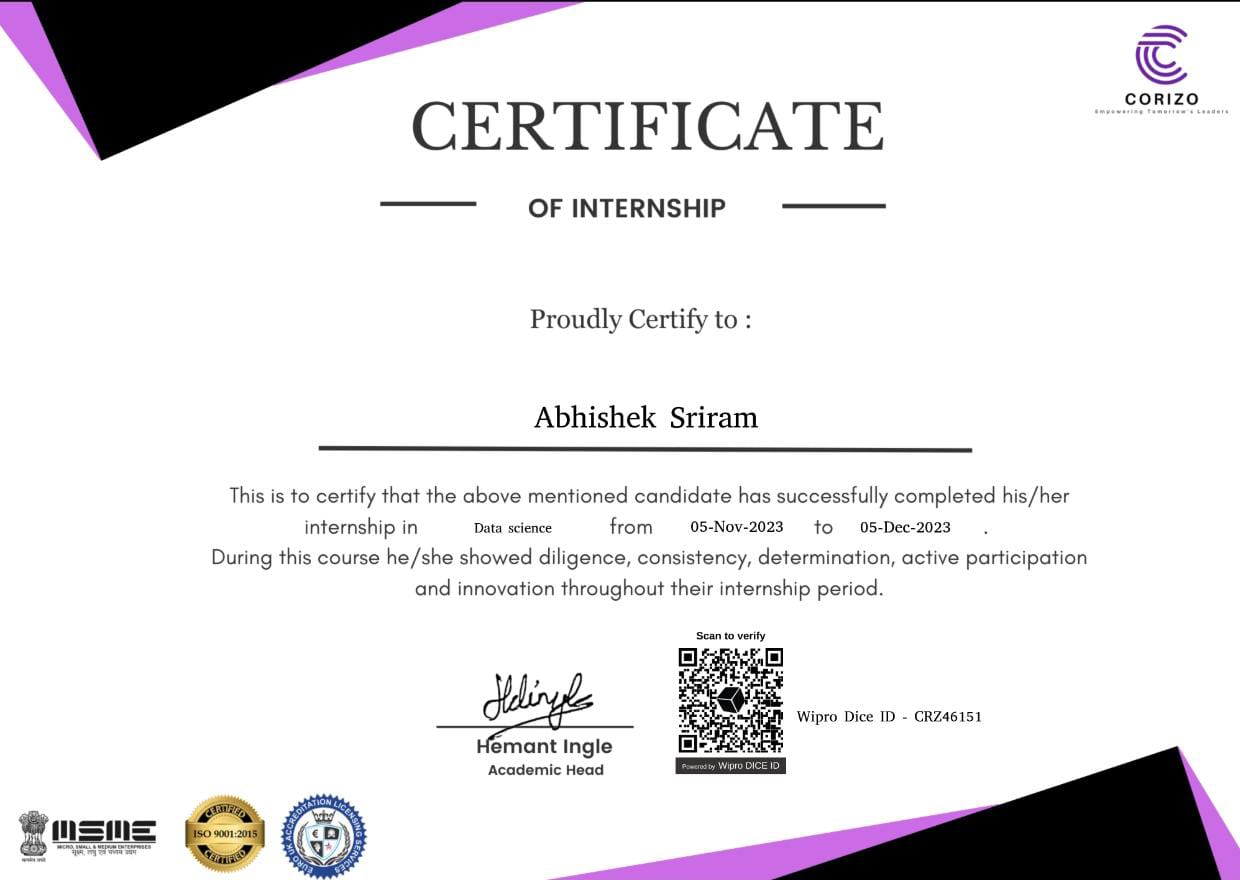 CORIZO
Empowering Tomorrow's Leaders
CERTIFICATE
OF INTERNSHIP
Proudly Certify to :
Abhishek Sriram
This is to certify that the above mentioned candidate has successfully completed his/her
internship in Data science from 05-Nov-2023 to 05-Dec-2023 .
During this course he/she showed diligence, consistency, determination, active participation
and innovation throughout their internship period.
Scan to verify
Wipro Dice ID - CRZ46151
Hemant Ingle
Academic Head
Powered by Wipro DICE ID
MSME
MICRO, SMALL & MEDIUM ENTERPRISES
सूक्ष्म, लघु एवं मध्यम उद्यम
सत्यमेव जयते
CERTIFIED
ISO 9001:2015
CERTIFIED
EURO UK ACCREDITATION LICENSING SERVICES